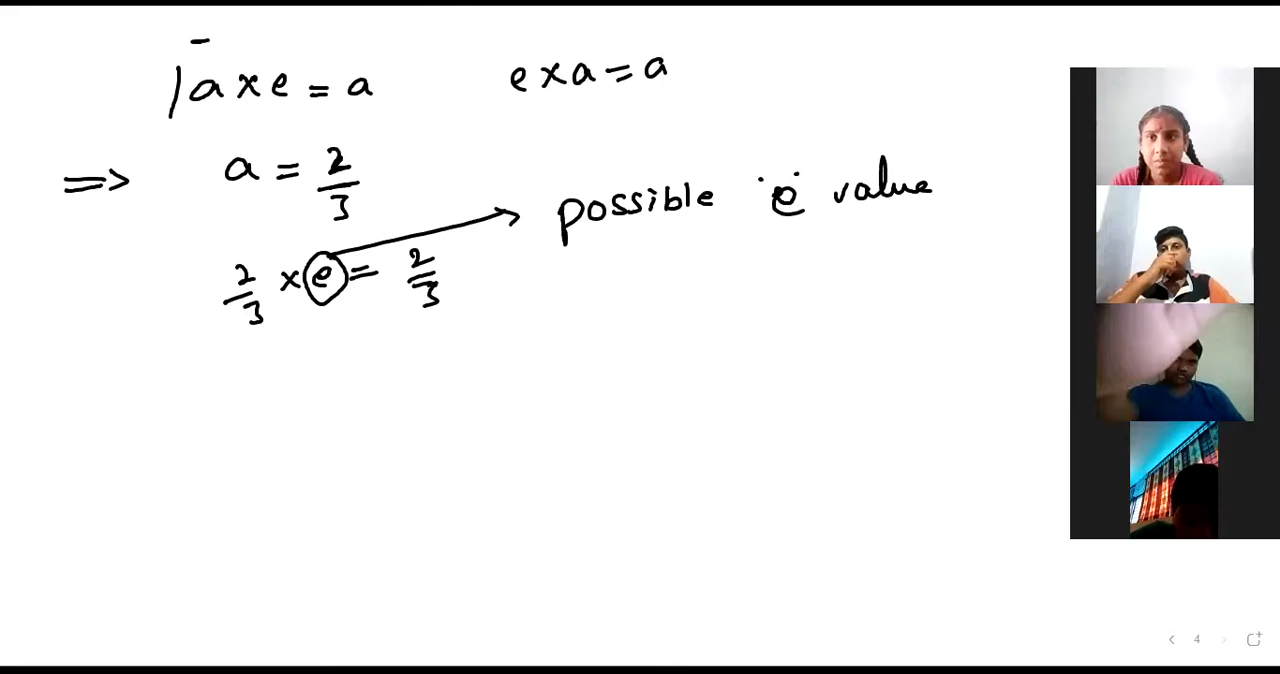 a x e = a e x a = a
=> a = 2/3 possible 'e' value
2/3 x e = 2/3
4